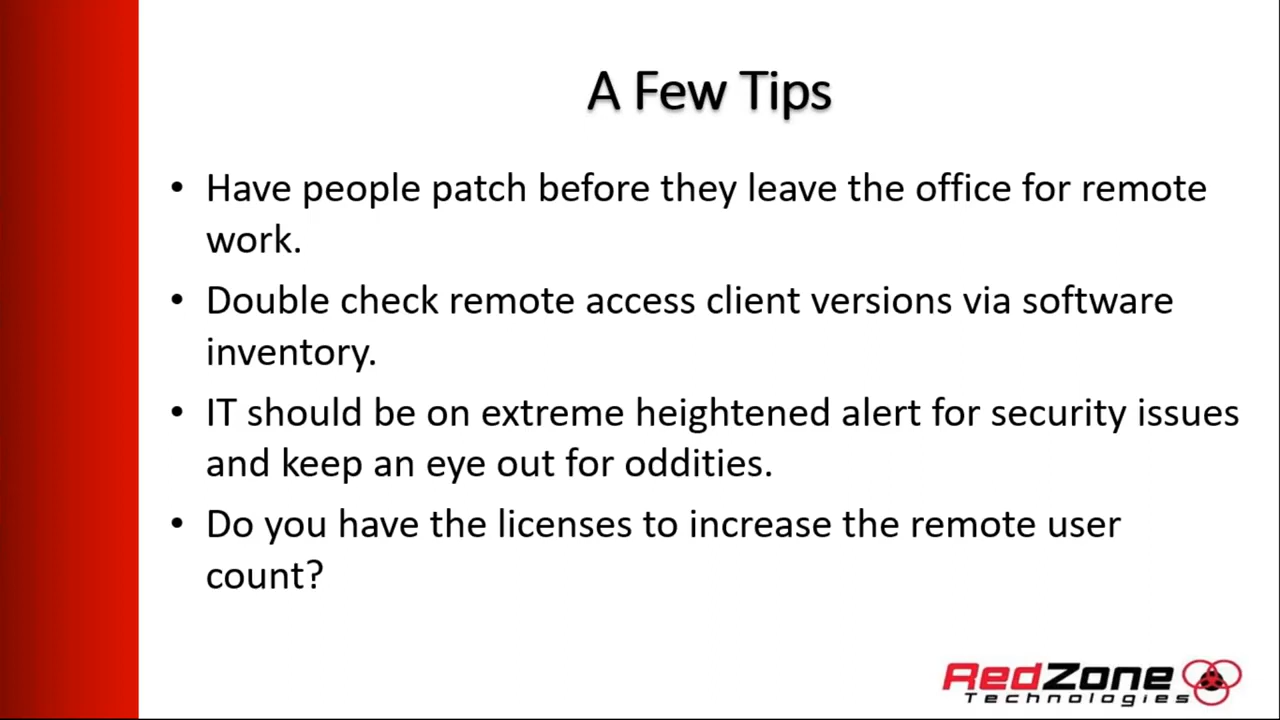 A Few Tips
• Have people patch before they leave the office for remote
work.
• Double check remote access client versions via software
inventory.
• IT should be on extreme heightened alert for security issues
and keep an eye out for oddities.
• Do you have the licenses to increase the remote user
count?
RedZone
Technologies